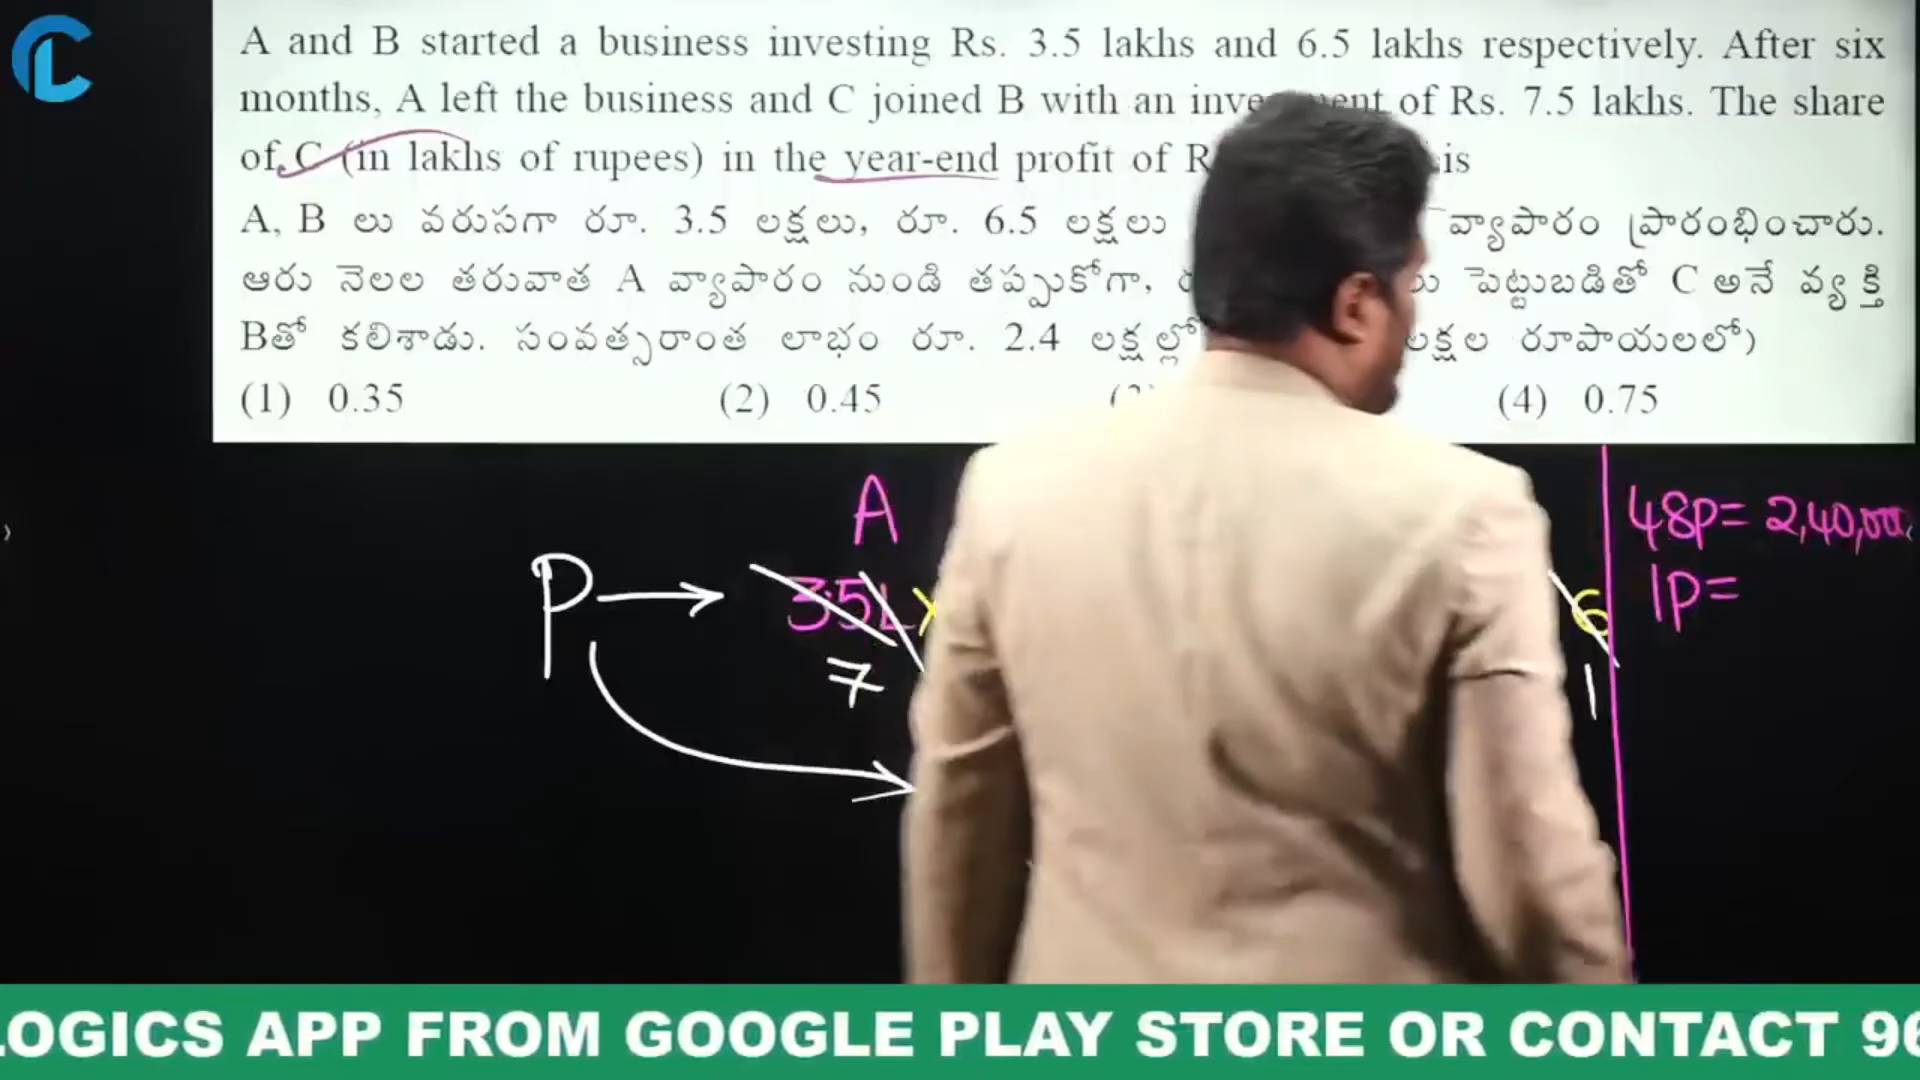 A and B started a business investing Rs. 3.5 lakhs and 6.5 lakhs respectively. After six
months, A left the business and C joined B with an of Rs. 7.5 lakhs. The share
of C (in lakhs of rupees) in the year-end profit of is
A, B లు వరుసగా రూ. 3.5 లక్షలు, రూ. 6.5 లక్షలు వ్యాపారం ప్రారంభించారు.
ఆరు నెలల తరువాత A వ్యాపారం నుండి తప్పుకోగా, పెట్టుబడితో C అనే వ్యక్తి
Bతో కలిశాడు. సంవత్సరాంత లాభం రూ. 2.4 లక్షల్లో రూపాయలలో)
(1) 0.35 (2) 0.45 (4) 0.75
A
P 3.5L x 6
7 1
48p= 2,40,000
1p=
LOGICS APP FROM GOOGLE PLAY STORE OR CONTACT 96